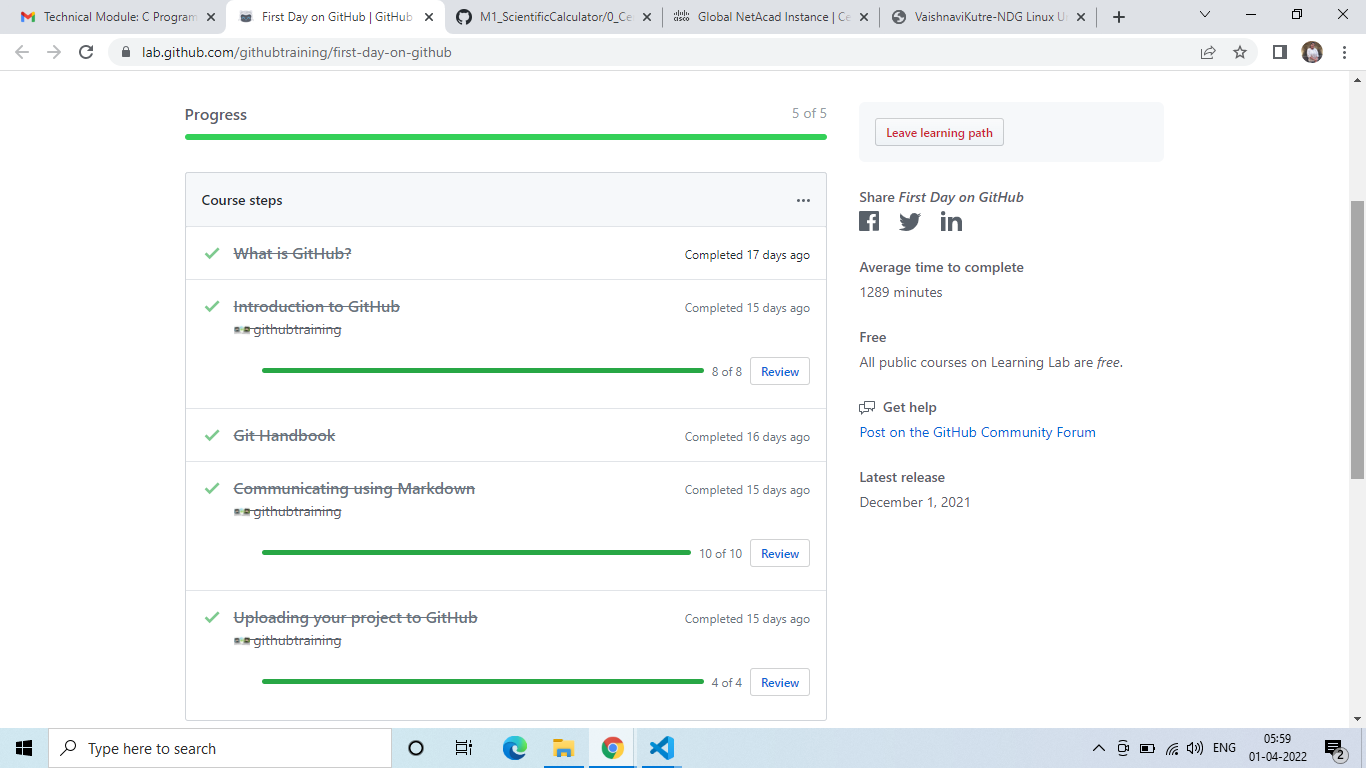 Technical Module: C Program
First Day on GitHub | GitHub
M1_ScientificCalculator/0_Ce
Global NetAcad Instance | Ce
VaishnaviKutre-NDG Linux U
lab.github.com/githubtraining/first-day-on-github
Progress
5 of 5
Course steps
What is GitHub?
Completed 17 days ago
Introduction to GitHub
Completed 15 days ago
githubtraining
8 of 8
Review
Git Handbook
Completed 16 days ago
Communicating using Markdown
Completed 15 days ago
githubtraining
10 of 10
Review
Uploading your project to GitHub
Completed 15 days ago
githubtraining
4 of 4
Review
Leave learning path
Share First Day on GitHub
Average time to complete
1289 minutes
Free
All public courses on Learning Lab are free.
Get help
Post on the GitHub Community Forum
Latest release
December 1, 2021
Type here to search
ENG
05:59
01-04-2022
2